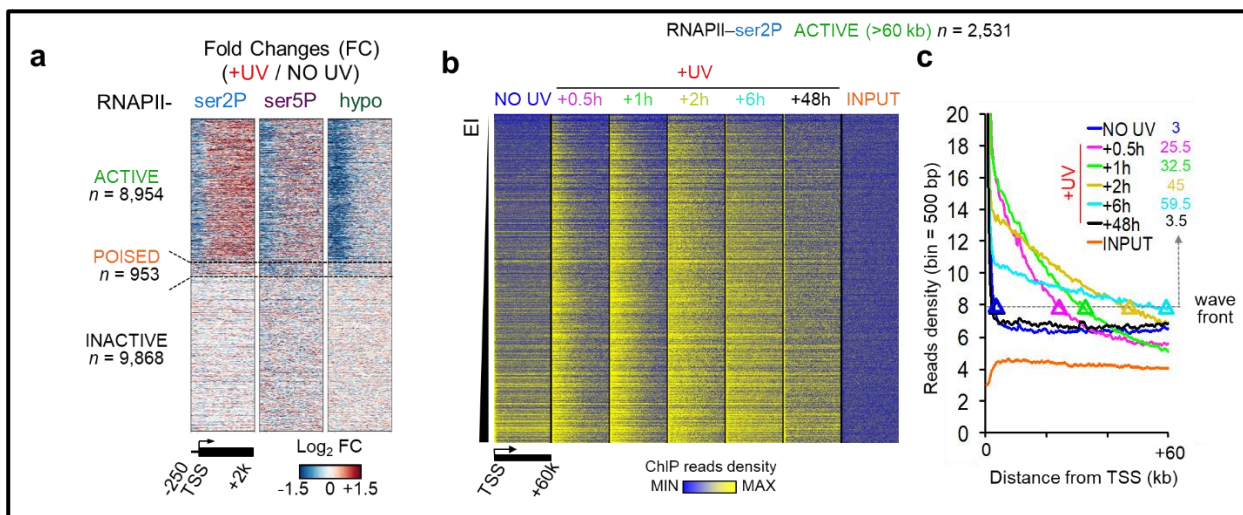 RNAPII–ser2P ACTIVE (>60 kb) n = 2,531
a
Fold Changes (FC)
(+UV / NO UV)
RNAPII- ser2P ser5P hypo
ACTIVE
n = 8,954
POISED
n = 953
INACTIVE
n = 9,868
-250
TSS
+2k
Log2 FC
-1.5 0 +1.5
b
+UV
NO UV +0.5h +1h +2h +6h +48h INPUT
EI
TSS
+60k
ChIP reads density
MIN MAX
c
Reads density (bin = 500 bp)
20
18
16
14
12
10
8
6
4
2
0
NO UV 3
+0.5h 25.5
+1h 32.5
+2h 45
+6h 59.5
+48h 3.5
INPUT
+UV
wave
front
0 +60
Distance from TSS (kb)